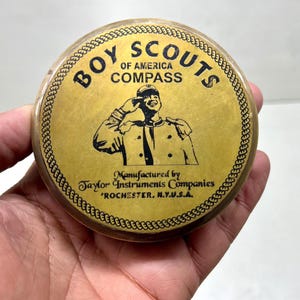 BOY SCOUTS
OF AMERICA
COMPASS
Manufactured by
Taylor Instruments Companies
'ROCHESTER. N.Y.U.S.A.